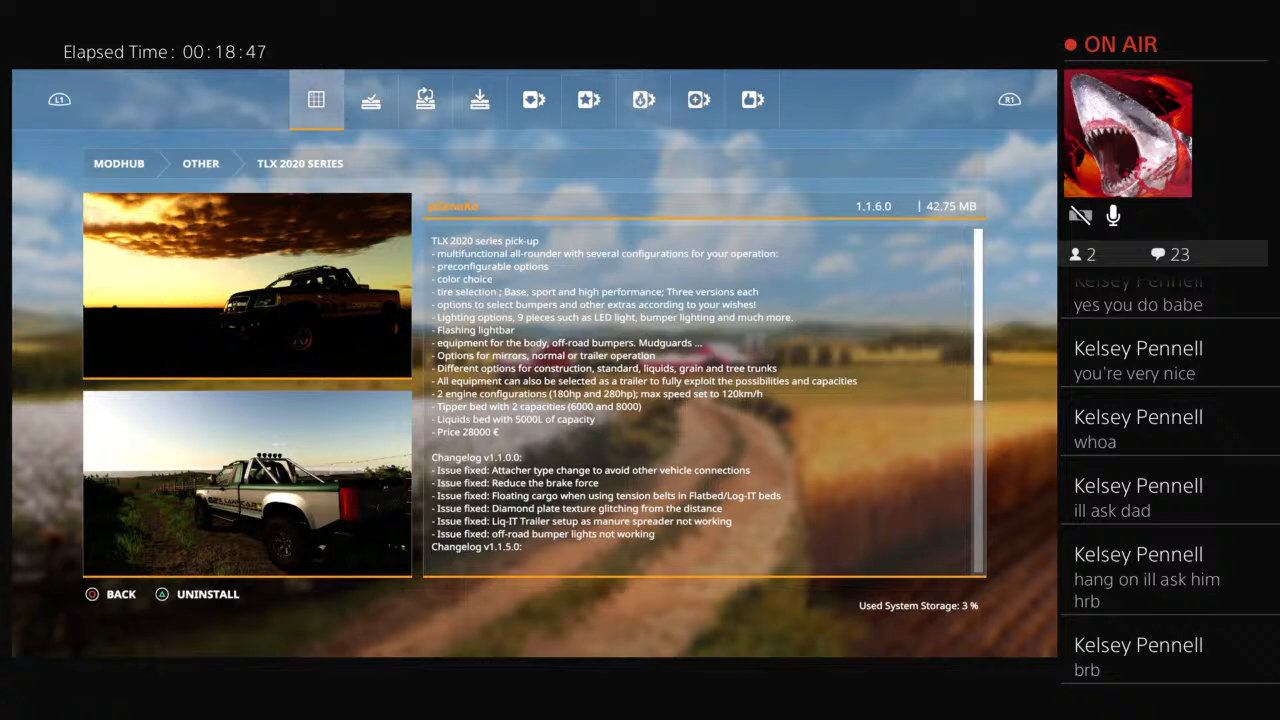 Elapsed Time: 00:18:47
ON AIR
L1
R1
MODHUB
OTHER
TLX 2020 SERIES
1.1.6.0 | 42.75 MB
TLX 2020 series pick-up
- multifunctional all-rounder with several configurations for your operation:
- preconfigurable options
- color choice
- tire selection ; Base, sport and high performance; Three versions each
- options to select bumpers and other extras according to your wishes!
- Lighting options, 9 pieces such as LED light, bumper lighting and much more.
- Flashing lightbar
- equipment for the body, off-road bumpers. Mudguards ...
- Options for mirrors, normal or trailer operation
- Different options for construction, standard, liquids, grain and tree trunks
- All equipment can also be selected as a trailer to fully exploit the possibilities and capacities
- 2 engine configurations (180hp and 280hp); max speed set to 120km/h
- Tipper bed with 2 capacities (6000 and 8000)
- Liquids bed with 5000L of capacity
- Price 28000 €
Changelog v1.1.0.0:
- Issue fixed: Attacher type change to avoid other vehicle connections
- Issue fixed: Reduce the brake force
- Issue fixed: Floating cargo when using tension belts in Flatbed/Log-IT beds
- Issue fixed: Diamond plate texture glitching from the distance
- Issue fixed: Liq-IT Trailer setup as manure spreader not working
- Issue fixed: off-road bumper lights not working
Changelog v1.1.5.0:
BACK
UNINSTALL
Used System Storage: 3 %
2
23
Kelsey Pennell
yes you do babe
Kelsey Pennell
you're very nice
Kelsey Pennell
whoa
Kelsey Pennell
ill ask dad
Kelsey Pennell
hang on ill ask him
hrb
Kelsey Pennell
brb